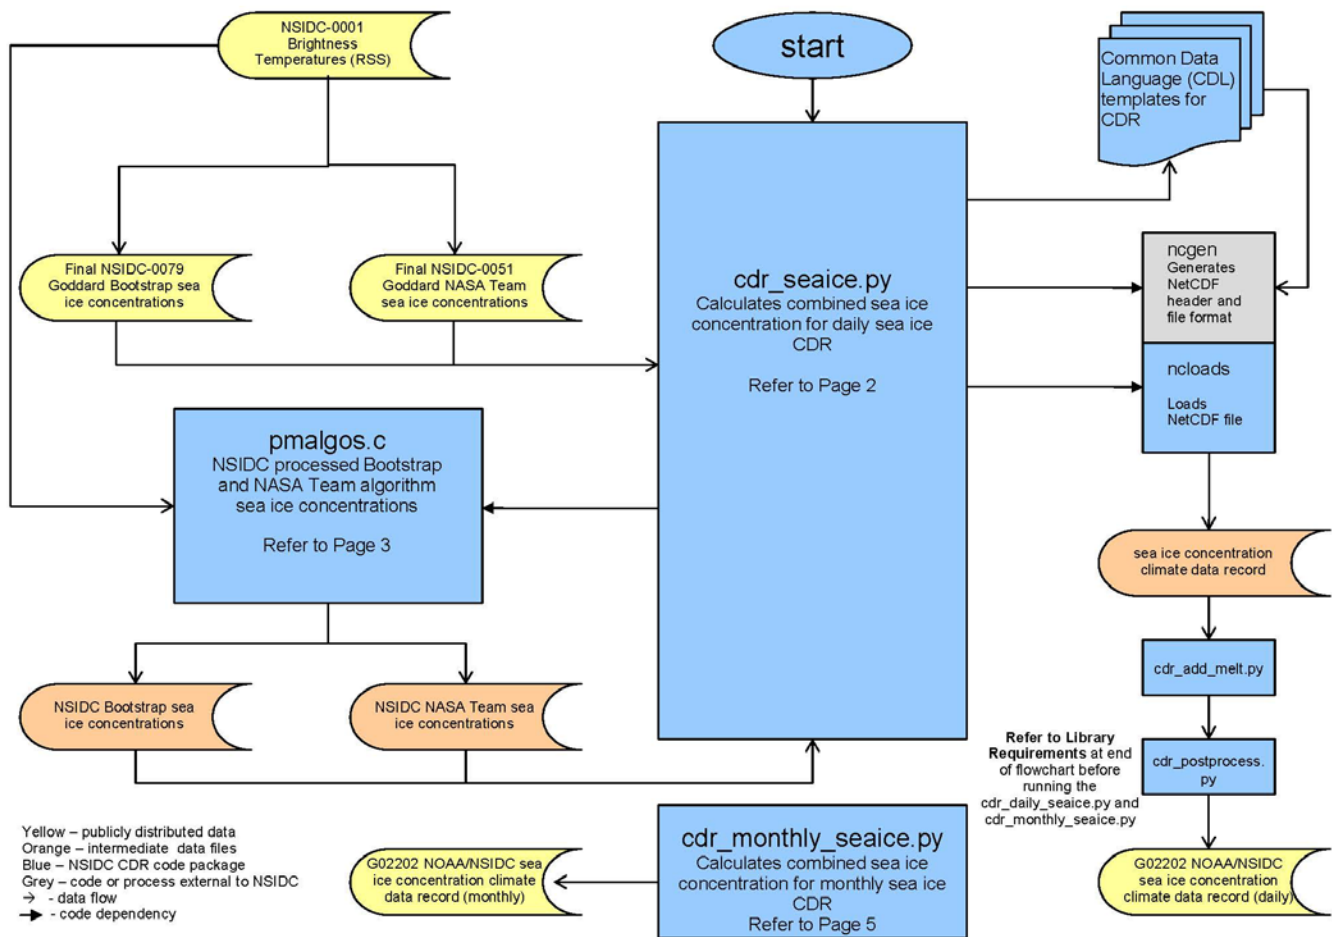 NSIDC-0001
Brightness
Temperatures (RSS)
start
Common Data
Language (CDL)
templates for
CDR
Final NSIDC-0079
Goddard Bootstrap sea
ice concentrations
Final NSIDC-0051
Goddard NASA Team
sea ice concentrations
cdr_seaice.py
Calculates combined sea ice
concentration for daily sea ice
CDR
Refer to Page 2
ncgen
Generates
NetCDF
header and
file format
ncloads
Loads
NetCDF file
pmalgos.c
NSIDC processed Bootstrap
and NASA Team algorithm
sea ice concentrations
Refer to Page 3
sea ice concentration
climate data record
NSIDC Bootstrap sea
ice concentrations
NSIDC NASA Team sea
ice concentrations
cdr_add_melt.py
Refer to Library
Requirements at end
of flowchart before
running the
cdr_daily_seaice.py and
cdr_monthly_seaice.py
cdr_postprocess.
py
Yellow – publicly distributed data
Orange – intermediate data files
Blue – NSIDC CDR code package
Grey – code or process external to NSIDC
- data flow
- code dependency
G02202 NOAA/NSIDC sea
ice concentration climate
data record (monthly)
cdr_monthly_seaice.py
Calculates combined sea ice
concentration for monthly sea ice
CDR
Refer to Page 5
G02202 NOAA/NSIDC
sea ice concentration
climate data record (daily)